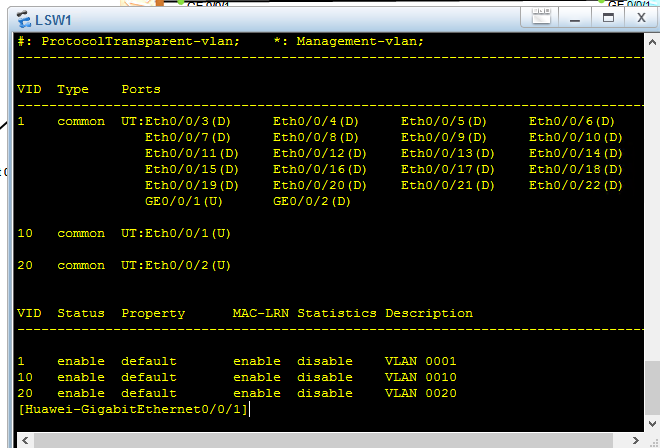 LSW1
#: ProtocolTransparent-vlan;    *: Management-vlan;
--------------------------------------------------------------------------------
VID  Type    Ports
--------------------------------------------------------------------------------
1    common  UT:Eth0/0/3(D)     Eth0/0/4(D)     Eth0/0/5(D)     Eth0/0/6(D)
                Eth0/0/7(D)     Eth0/0/8(D)     Eth0/0/9(D)     Eth0/0/10(D)
                Eth0/0/11(D)    Eth0/0/12(D)    Eth0/0/13(D)    Eth0/0/14(D)
                Eth0/0/15(D)    Eth0/0/16(D)    Eth0/0/17(D)    Eth0/0/18(D)
                Eth0/0/19(D)    Eth0/0/20(D)    Eth0/0/21(D)    Eth0/0/22(D)
                GE0/0/1(U)      GE0/0/2(D)
10   common  UT:Eth0/0/1(U)
20   common  UT:Eth0/0/2(U)
VID  Status  Property      MAC-LRN Statistics Description
--------------------------------------------------------------------------------
1    enable  default       enable  disable    VLAN 0001
10   enable  default       enable  disable    VLAN 0010
20   enable  default       enable  disable    VLAN 0020
[Huawei-GigabitEthernet0/0/1]